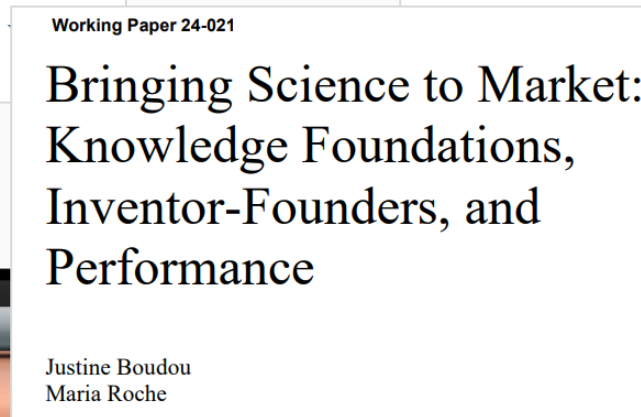 Working Paper 24-021
Bringing Science to Market:
Knowledge Foundations,
Inventor-Founders, and
Performance
Justine Boudou
Maria Roche